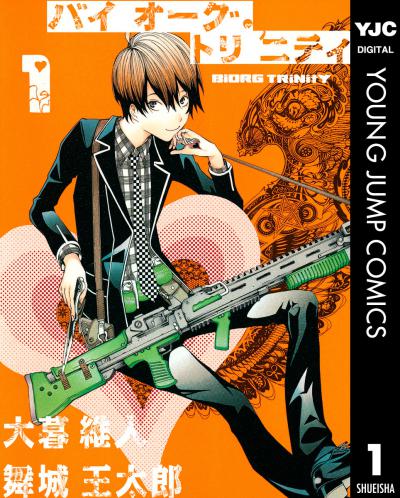 バイオーグ・
トリニティ
BiORG TRiNiTY
1
大暮 維人
舞城 王太郎
YJC
DIGITAL
YOUNG JUMP COMICS
1
SHUEISHA